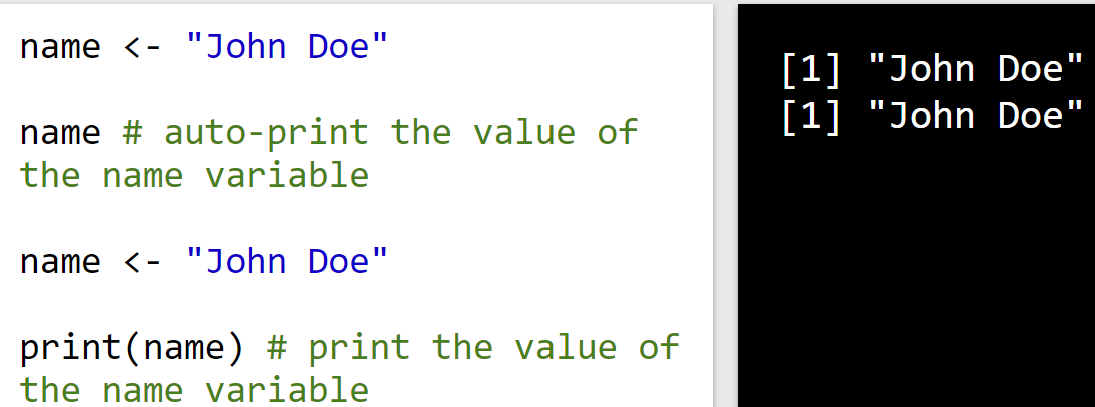 name <- "John Doe"
name # auto-print the value of
the name variable
name <- "John Doe"
print(name) # print the value of
the name variable
[1] "John Doe"
[1] "John Doe"